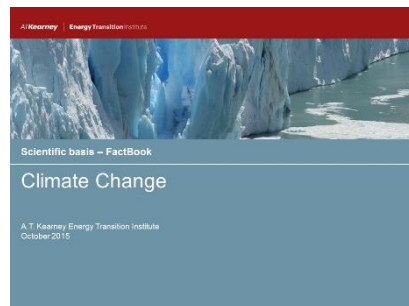 ATKearney | Energy Transition Institute
Scientific basis – FactBook
Climate Change
A.T. Kearney Energy Transition Institute
October 2015